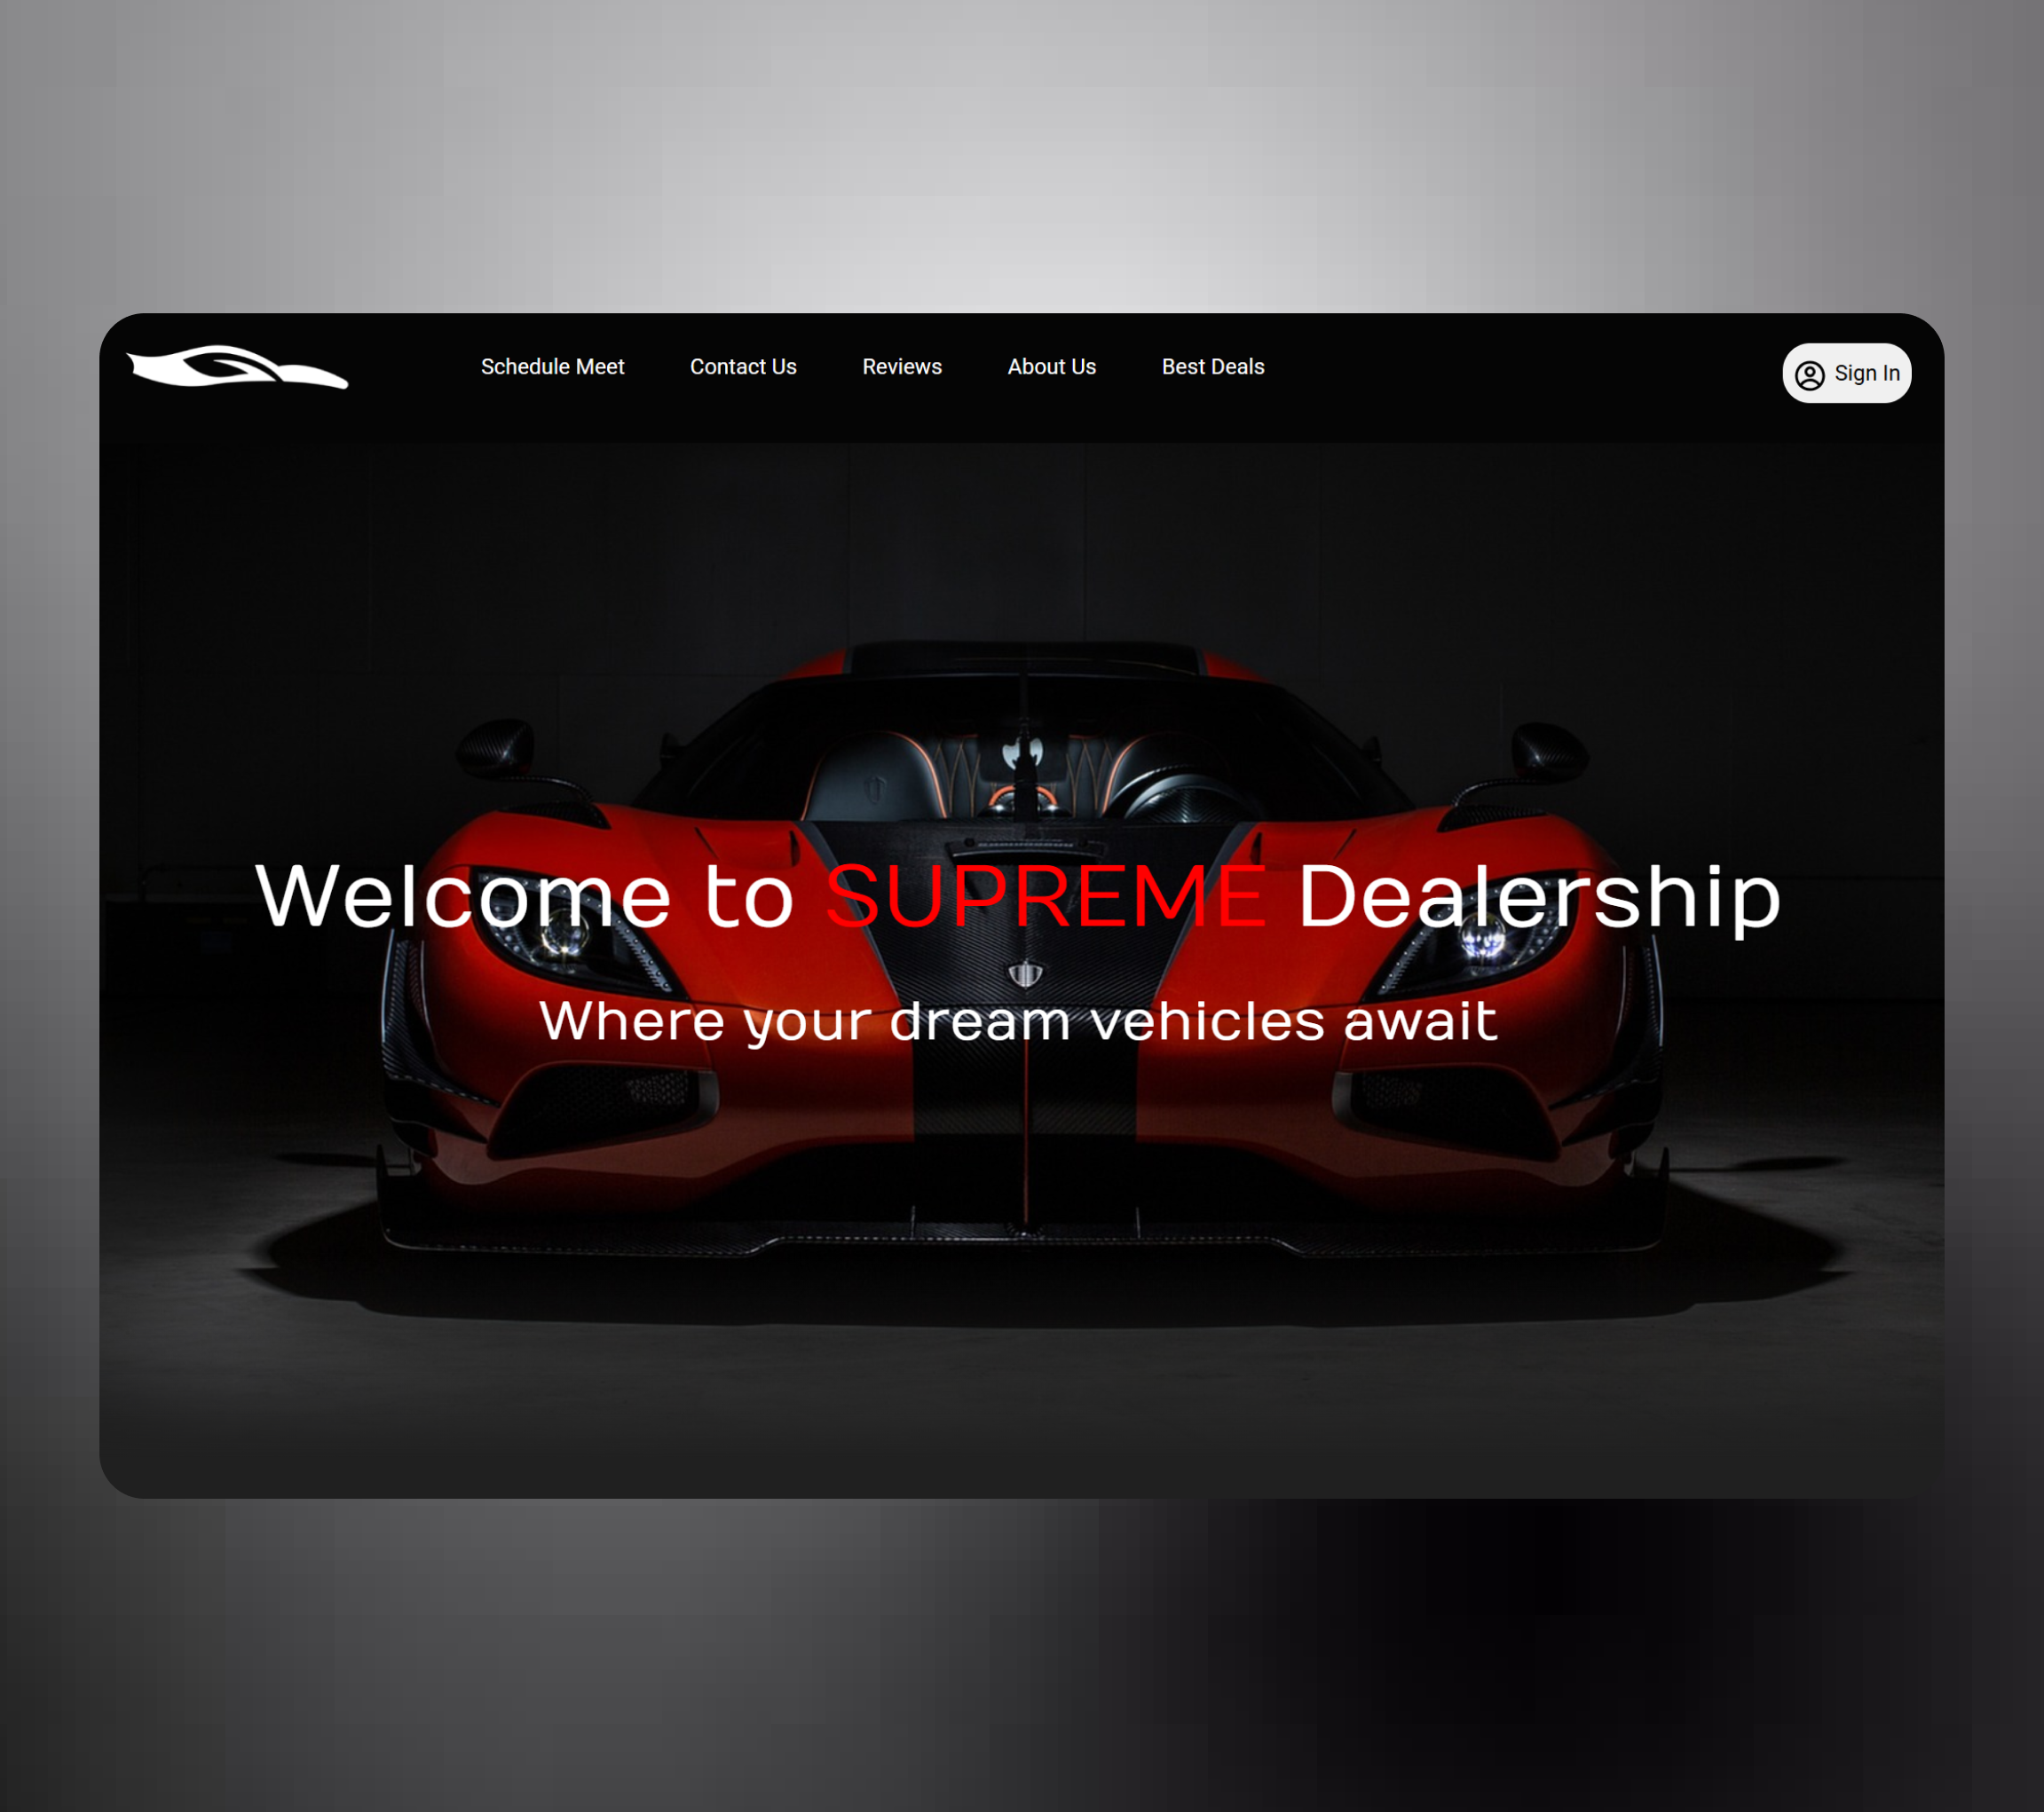 Schedule Meet
Contact Us
Reviews
About Us
Best Deals
Sign In
Welcome to SUPREME Dealership
Where your dream vehicles await